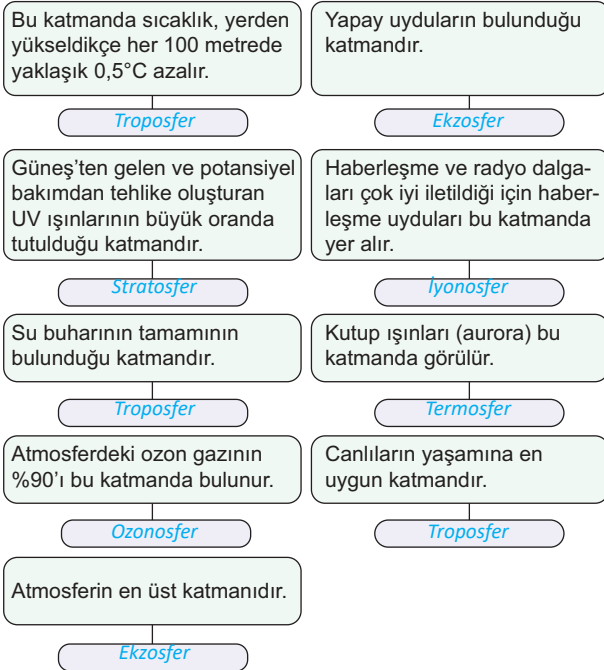 Bu katmanda sıcaklık, yerden
yükseldikçe her 100 metrede
yaklaşık 0,5°C azalır.
Troposfer
Yapay uyduların bulunduğu
katmandır.
Ekzosfer
Güneş’ten gelen ve potansiyel
bakımdan tehlike oluşturan
UV ışınlarının büyük oranda
tutulduğu katmandır.
Stratosfer
Haberleşme ve radyo dalga-
ları çok iyi iletildiği için haber-
leşme uyduları bu katmanda
yer alır.
İyonosfer
Su buharının tamamının
bulunduğu katmandır.
Troposfer
Kutup ışınları (aurora) bu
katmanda görülür.
Termosfer
Atmosferdeki ozon gazının
%90’ı bu katmanda bulunur.
Ozonosfer
Canlıların yaşamına en
uygun katmandır.
Troposfer
Atmosferin en üst katmanıdır.
Ekzosfer